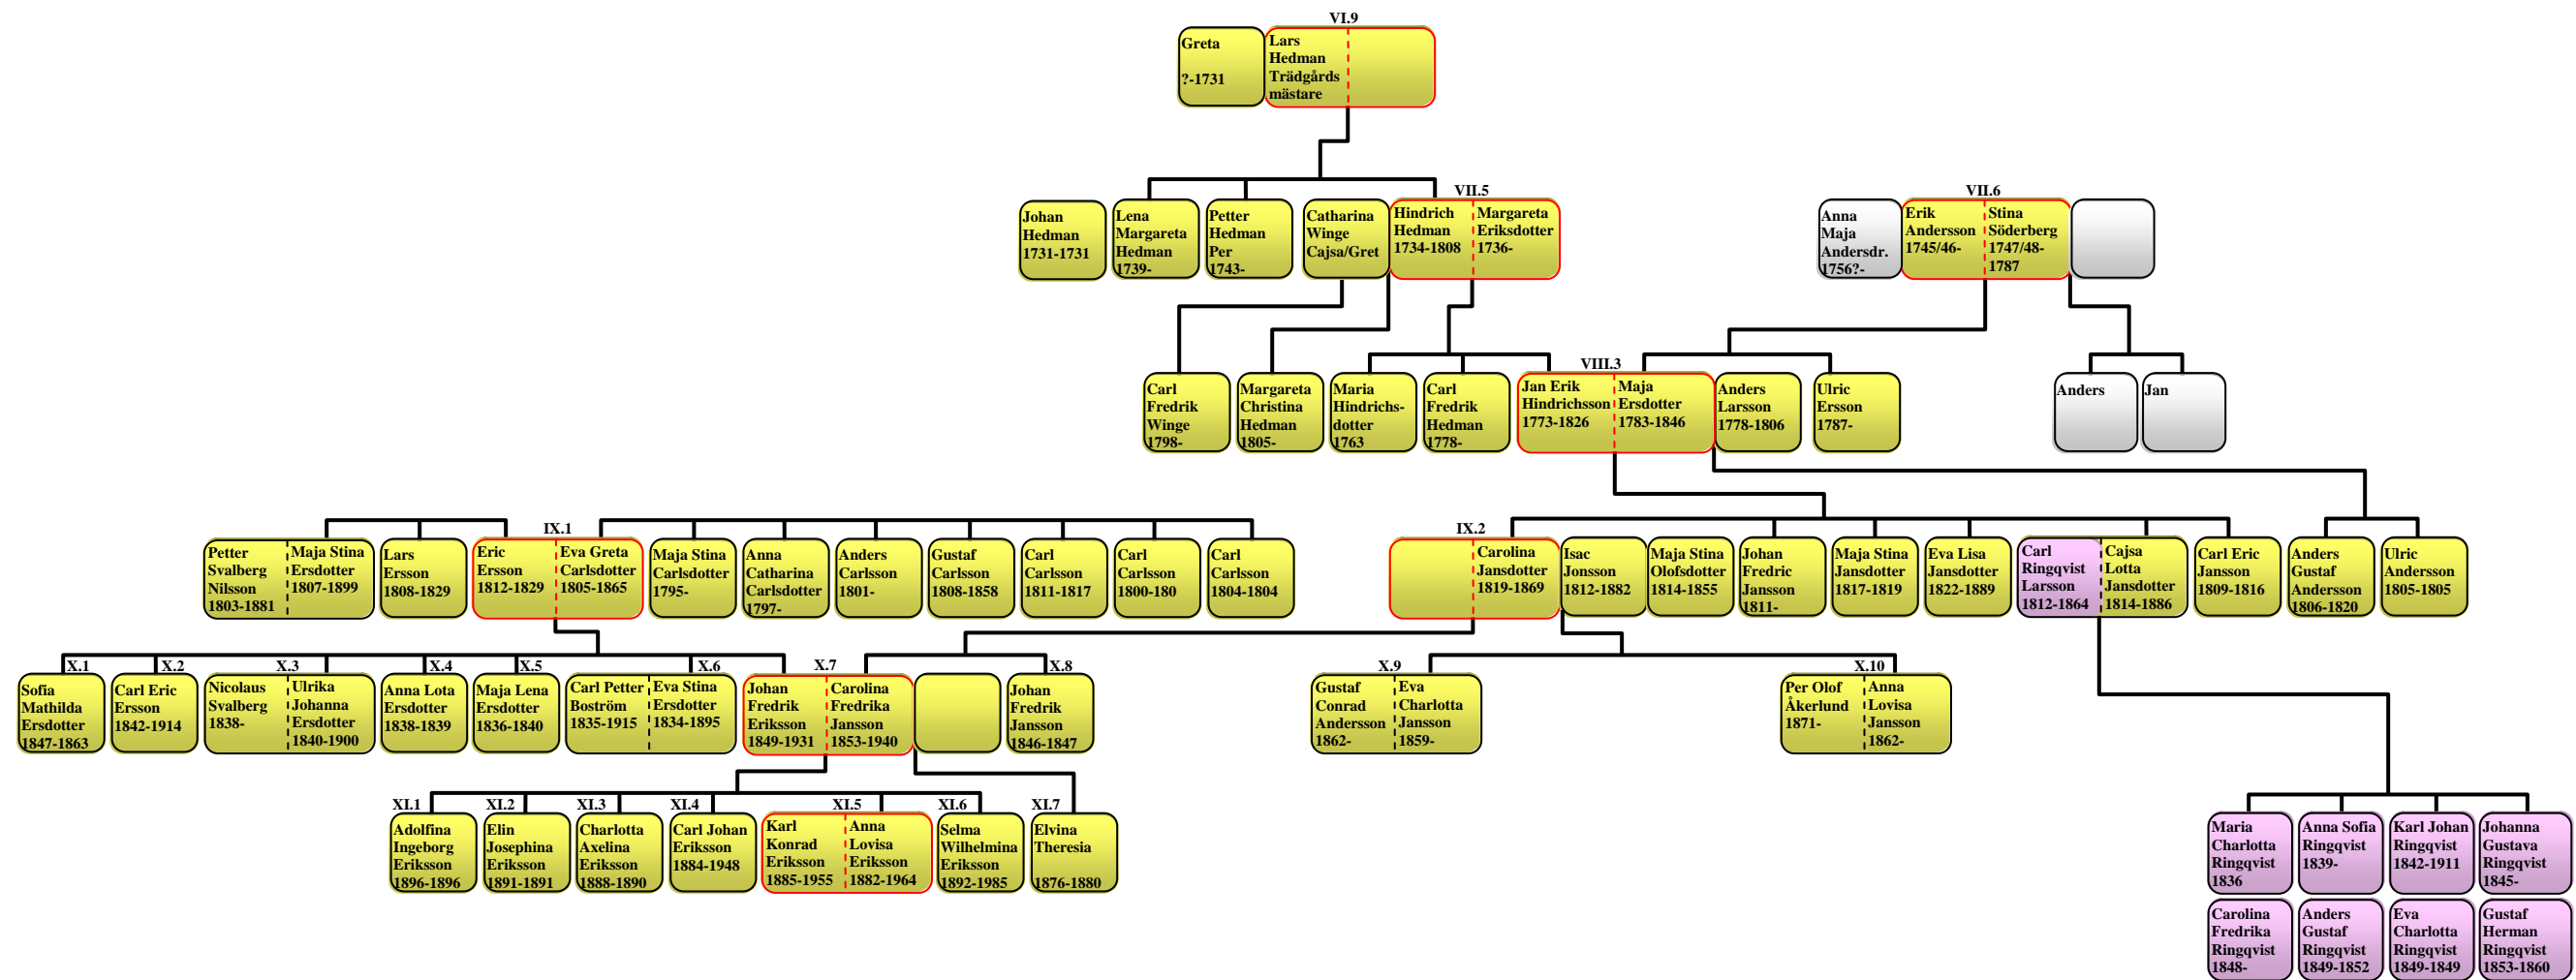 VI.9
Greta
?-1731
Lars
Hedman
Trädgårds
mästare
VII.5
VII.6
Johan
Hedman
1731-1731
Lena
Margareta
Hedman
1739-
Petter
Hedman
Per
1743-
Catharina
Winge
Cajsa/Gret
Hindrich
Hedman
1734-1808
Margareta
Eriksdotter
1736-
Anna
Maja
Andersdr.
1756?-
Erik
Andersson
1745/46-
Stina
Söderberg
1747/48-
1787
VIII.3
Carl
Fredrik
Winge
1798-
Margareta
Christina
Hedman
1805-
Maria
Hindrichs-
dotter
1763
Carl
Fredrik
Hedman
1778-
Jan Erik
Hindrichsson
1773-1826
Maja
Ersdotter
1783-1846
Anders
Larsson
1778-1806
Ulric
Ersson
1787-
Anders
Jan
IX.1
IX.2
Petter
Svalberg
Nilsson
1803-1881
Maja Stina
Ersdotter
1807-1899
Lars
Ersson
1808-1829
Eric
Ersson
1812-1829
Eva Greta
Carlsdotter
1805-1865
Maja Stina
Carlsdotter
1795-
Anna
Catharina
Carlsdotter
1797-
Anders
Carlsson
1801-
Gustaf
Carlsson
1808-1858
Carl
Carlsson
1811-1817
Carl
Carlsson
1800-180
Carl
Carlsson
1804-1804
Carolina
Jansdotter
1819-1869
Isac
Jonsson
1812-1882
Maja Stina
Olofsdotter
1814-1855
Johan
Fredric
Jansson
1811-
Maja Stina
Jansdotter
1817-1819
Eva Lisa
Jansdotter
1822-1889
Carl
Ringqvist
Larsson
1812-1864
Cajsa
Lotta
Jansdotter
1814-1886
Carl Eric
Jansson
1809-1816
Anders
Gustaf
Andersson
1806-1820
Ulric
Andersson
1805-1805
X.1
X.2
X.3
X.4
X.5
X.6
X.7
X.8
X.9
X.10
Sofia
Mathilda
Ersdotter
1847-1863
Carl Eric
Ersson
1842-1914
Nicolaus
Svalberg
1838-
Ulrika
Johanna
Ersdotter
1840-1900
Anna Lota
Ersdotter
1838-1839
Maja Lena
Ersdotter
1836-1840
Carl Petter
Boström
1835-1915
Eva Stina
Ersdotter
1834-1895
Johan
Fredrik
Eriksson
1849-1931
Carolina
Fredrika
Jansson
1853-1940
Johan
Fredrik
Jansson
1846-1847
Gustaf
Conrad
Andersson
1862-
Eva
Charlotta
Jansson
1859-
Per Olof
Åkerlund
1871-
Anna
Lovisa
Jansson
1862-
XI.1
XI.2
XI.3
XI.4
XI.5
XI.6
XI.7
Adolfina
Ingeborg
Eriksson
1896-1896
Elin
Josephina
Eriksson
1891-1891
Charlotta
Axelina
Eriksson
1888-1890
Carl Johan
Eriksson
1884-1948
Karl
Konrad
Eriksson
1885-1955
Anna
Lovisa
Eriksson
1882-1964
Selma
Wilhelmina
Eriksson
1892-1985
Elvina
Theresia
1876-1880
Maria
Charlotta
Ringqvist
1836
Anna Sofia
Ringqvist
1839-
Karl Johan
Ringqvist
1842-1911
Johanna
Gustava
Ringqvist
1845-
Carolina
Fredrika
Ringqvist
1848-
Anders
Gustaf
Ringqvist
1849-1852
Eva
Charlotta
Ringqvist
1849-1849
Gustaf
Herman
Ringqvist
1853-1860